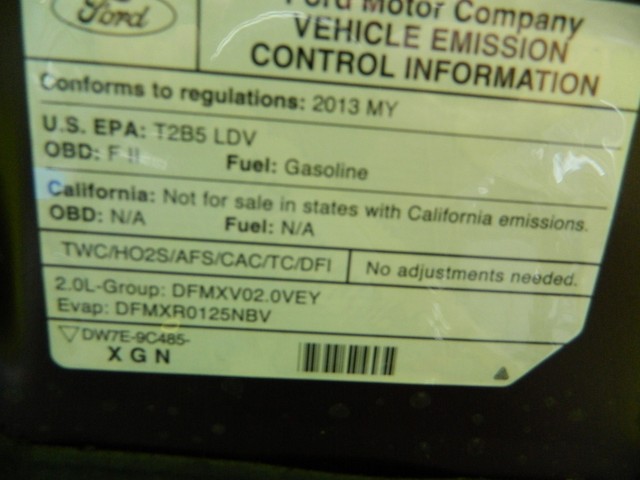 Ford
Ford Motor Company
VEHICLE EMISSION
CONTROL INFORMATION
Conforms to regulations: 2013 MY
U.S. EPA: T2B5 LDV
OBD: F II Fuel: Gasoline
California: Not for sale in states with California emissions.
OBD: N/A Fuel: N/A
TWC/HO2S/AFS/CAC/TC/DFI No adjustments needed.
2.0L-Group: DFMXV02.0VEY
Evap: DFMXR0125NBV
DW7E-9C485-
XGN